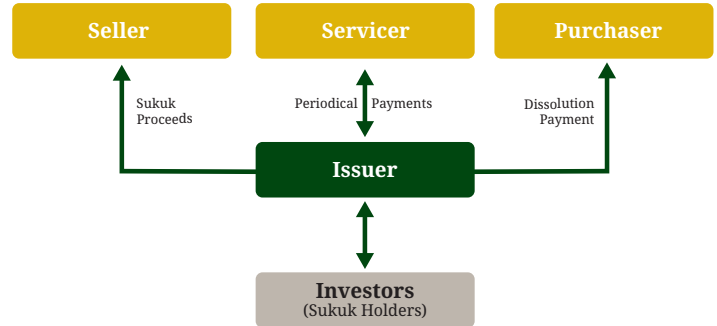 Seller
Servicer
Purchaser
Sukuk
Proceeds
Periodical Payments
Dissolution
Payment
Issuer
Investors
(Sukuk Holders)